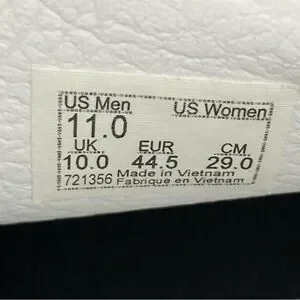 US Men US Women
11.0
UK EUR CM
10.0 44.5 29.0
721356 Made in Vietnam
Fabrique en Vietnam